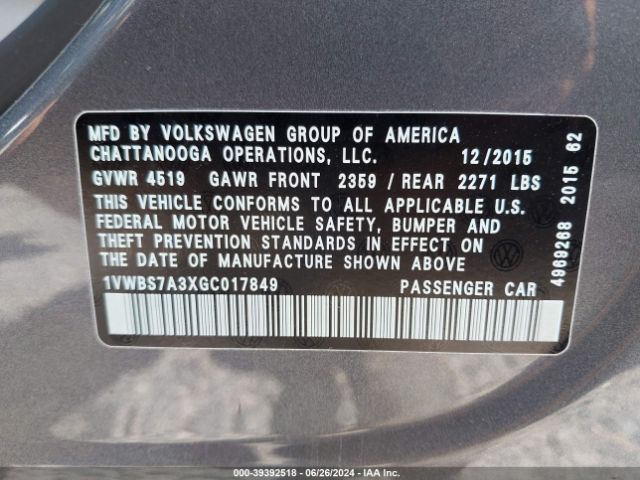 MFD BY VOLKSWAGEN GROUP OF AMERICA
CHATTANOOGA OPERATIONS, LLC. 12/2015
GVWR 4519 GAWR FRONT 2359 / REAR 2271 LBS
THIS VEHICLE CONFORMS TO ALL APPLICABLE U.S.
FEDERAL MOTOR VEHICLE SAFETY, BUMPER AND
THEFT PREVENTION STANDARDS IN EFFECT ON
THE DATE OF MANUFACTURE SHOWN ABOVE
1VWBS7A3XGC017849 PASSENGER CAR
4969268 2015 62
000-39392518 | 06/26/2024 | IAA Inc.